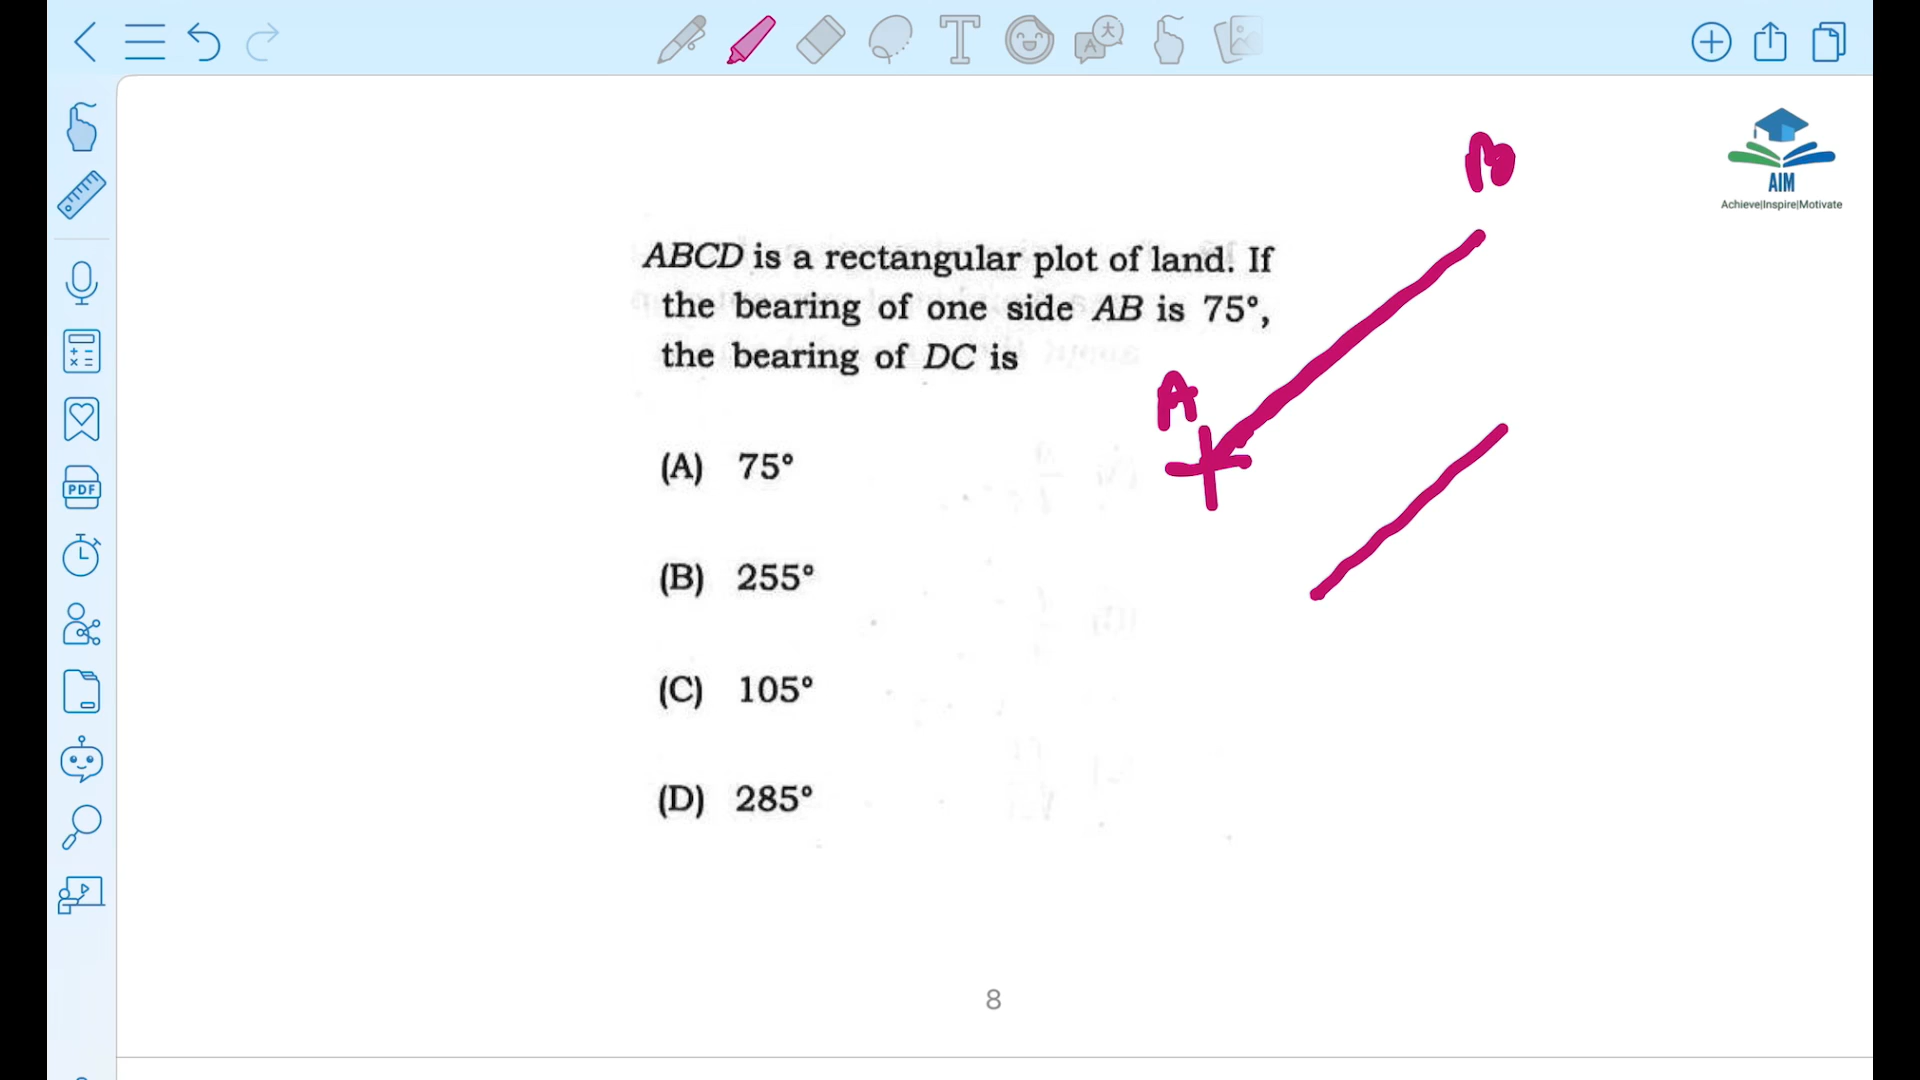 PDF
B
AIM
Achieve|Inspire|Motivate
ABCD is a rectangular plot of land. If
the bearing of one side AB is 75°,
the bearing of DC is
A
(A) 75°
(B) 255°
(C) 105°
(D) 285°
8